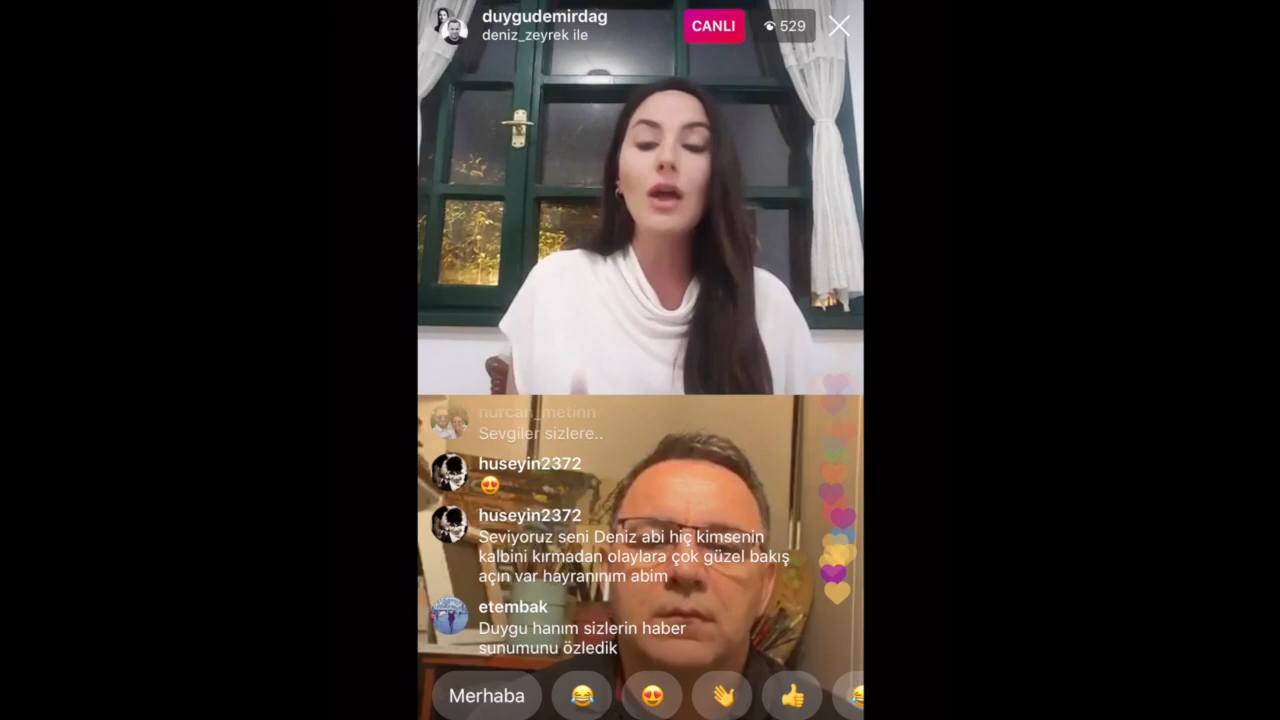 duygudemirdag
deniz_zeyrek ile
CANLI
529
nurcan_metinn
Sevgiler sizlere..
huseyin2372
😍
huseyin2372
Seviyoruz seni Deniz abi hiç kimsenin
kalbini kırmadan olaylara çok güzel bakış
açın var hayranınım abim
etembak
Duygu hanım sizlerin haber
sunumunu özledik
Merhaba